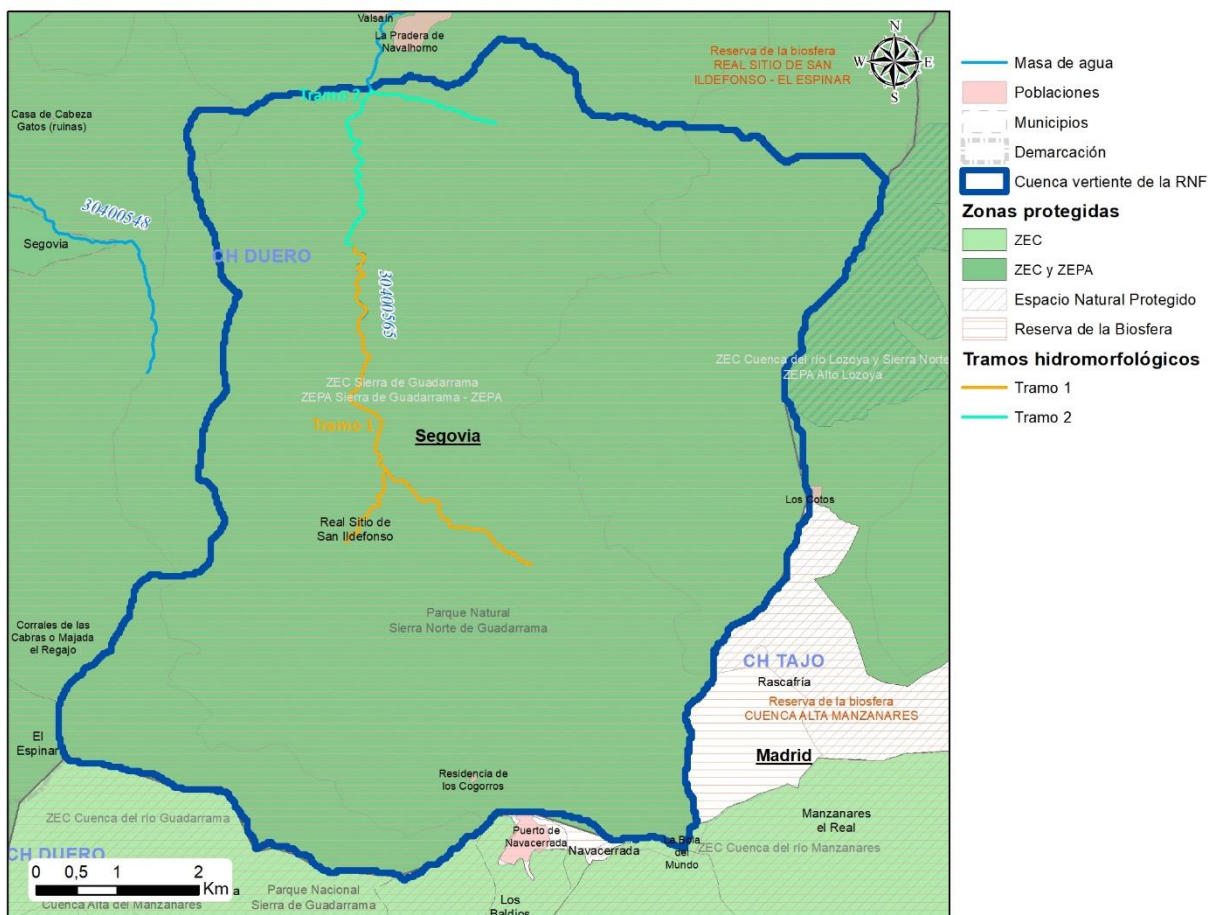 Valsaín
La Pradera de
Navalhorno
Reserva de la biosfera
REAL SITIO DE SAN
ILDEFONSO - EL ESPINAR
N
W
E
S
Tramo 2
Casa de Cabeza
Gatos (ruinas)
30400548
Segovia
CH DUERO
30400565
ZEC Cuenca del río Lozoya y Sierra Norte
ZEPA Alto Lozoya
ZEC Sierra de Guadarrama
ZEPA Sierra de Guadarrama - ZEPA
Tramo 1
Segovia
Los Cotos
Real Sitio de
San Ildefonso
Parque Natural
Sierra Norte de Guadarrama
Corrales de las
Cabras o Majada
el Regajo
CH TAJO
Rascafría
Reserva de la biosfera
CUENCA ALTA MANZANARES
El
Espinar
Madrid
Residencia de
los Cogorros
ZEC Cuenca del río Guadarrama
Manzanares
el Real
Puerto de
Navacerrada
Navacerrada
La Bola
del
Mundo
ZEC Cuenca del río Manzanares
CH DUERO
0 0,5 1 2
Km
a
Cuenca Alta del Manzanares
Parque Nacional
Sierra de Guadarrama
Los
Baldíos
Masa de agua
Poblaciones
Municipios
Demarcación
Cuenca vertiente de la RNF
Zonas protegidas
ZEC
ZEC y ZEPA
Espacio Natural Protegido
Reserva de la Biosfera
Tramos hidromorfológicos
Tramo 1
Tramo 2